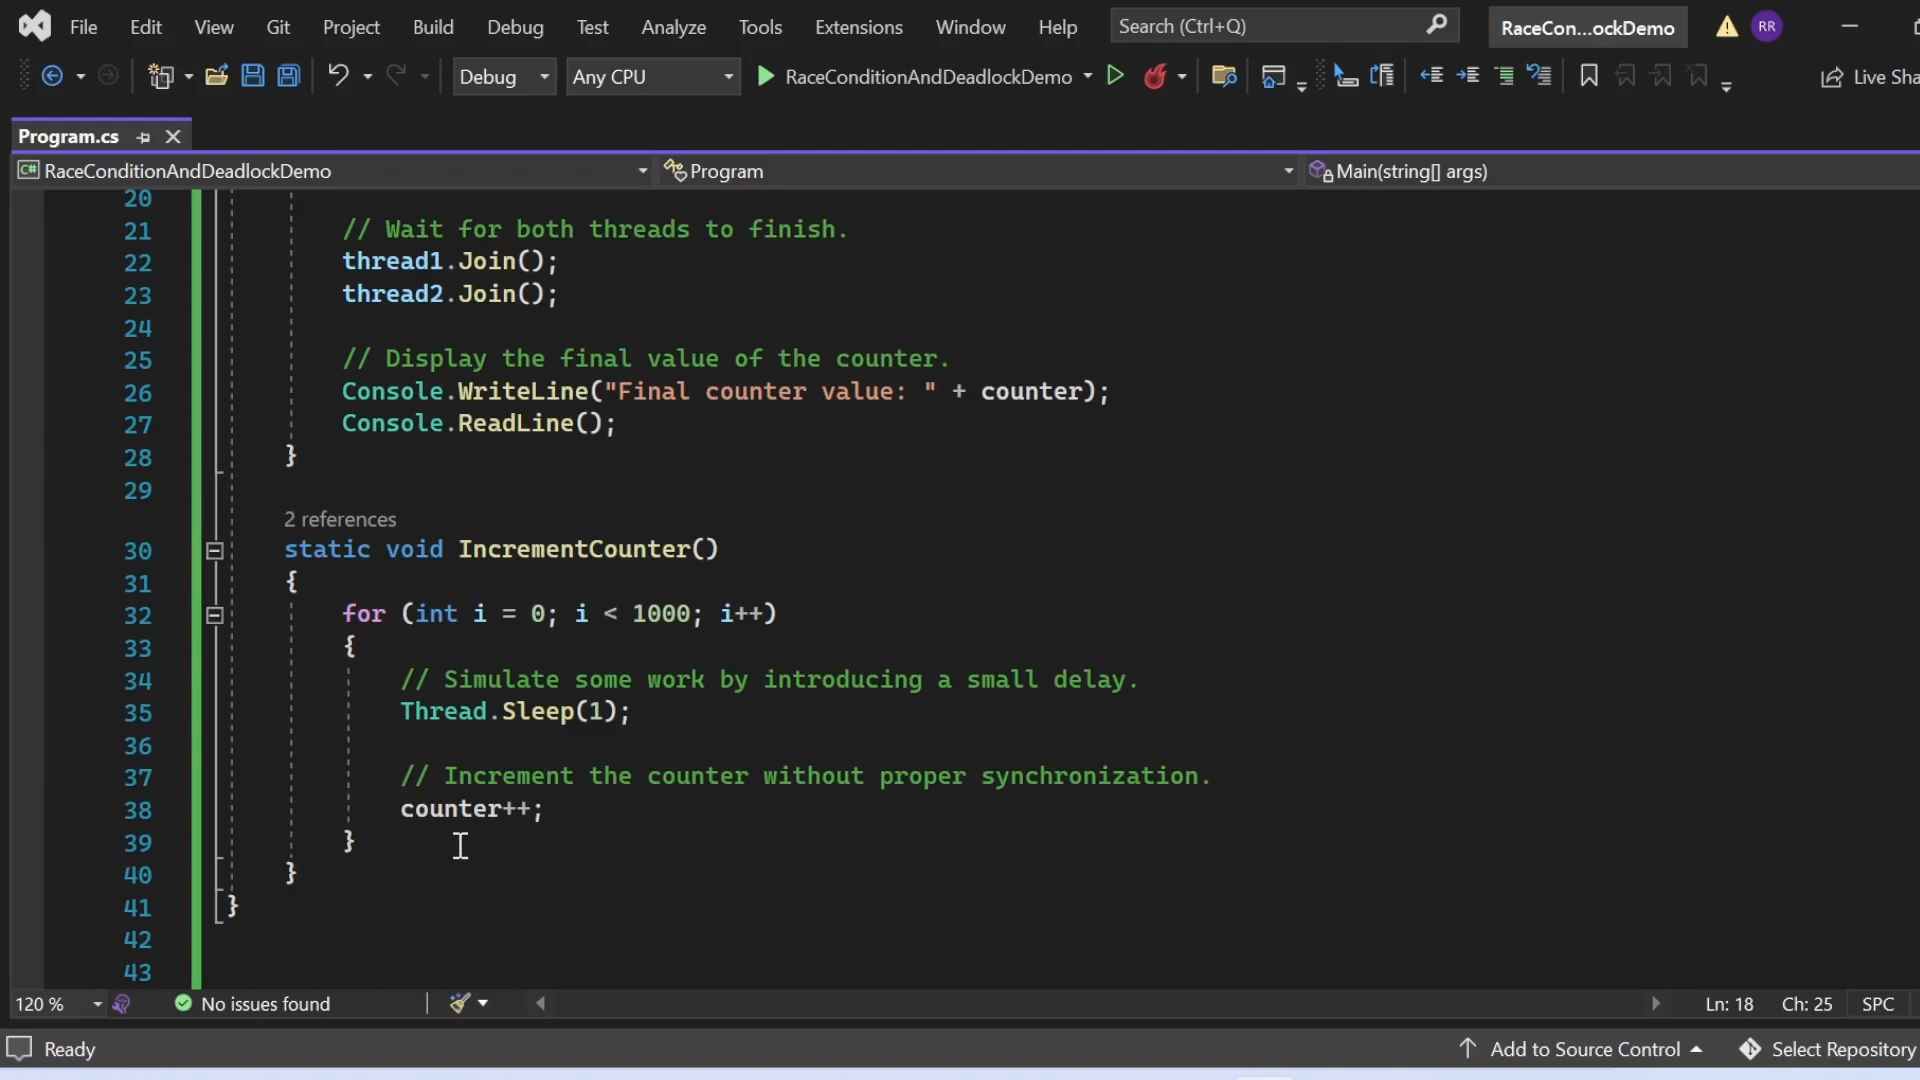 File Edit View Git Project Build Debug Test Analyze Tools Extensions Window Help Search (Ctrl+Q) RaceCon...ockDemo RR
Debug Any CPU RaceConditionAndDeadlockDemo Live Sha
Program.cs
C# RaceConditionAndDeadlockDemo Program Main(string[] args)
20
21 // Wait for both threads to finish.
22 thread1.Join();
23 thread2.Join();
24
25 // Display the final value of the counter.
26 Console.WriteLine("Final counter value: " + counter);
27 Console.ReadLine();
28 }
29
2 references
30 static void IncrementCounter()
31 {
32 for (int i = 0; i < 1000; i++)
33 {
34 // Simulate some work by introducing a small delay.
35 Thread.Sleep(1);
36
37 // Increment the counter without proper synchronization.
38 counter++;
39 }
40 }
41 }
42
43
120 % No issues found Ln: 18 Ch: 25 SPC
Ready Add to Source Control Select Repository